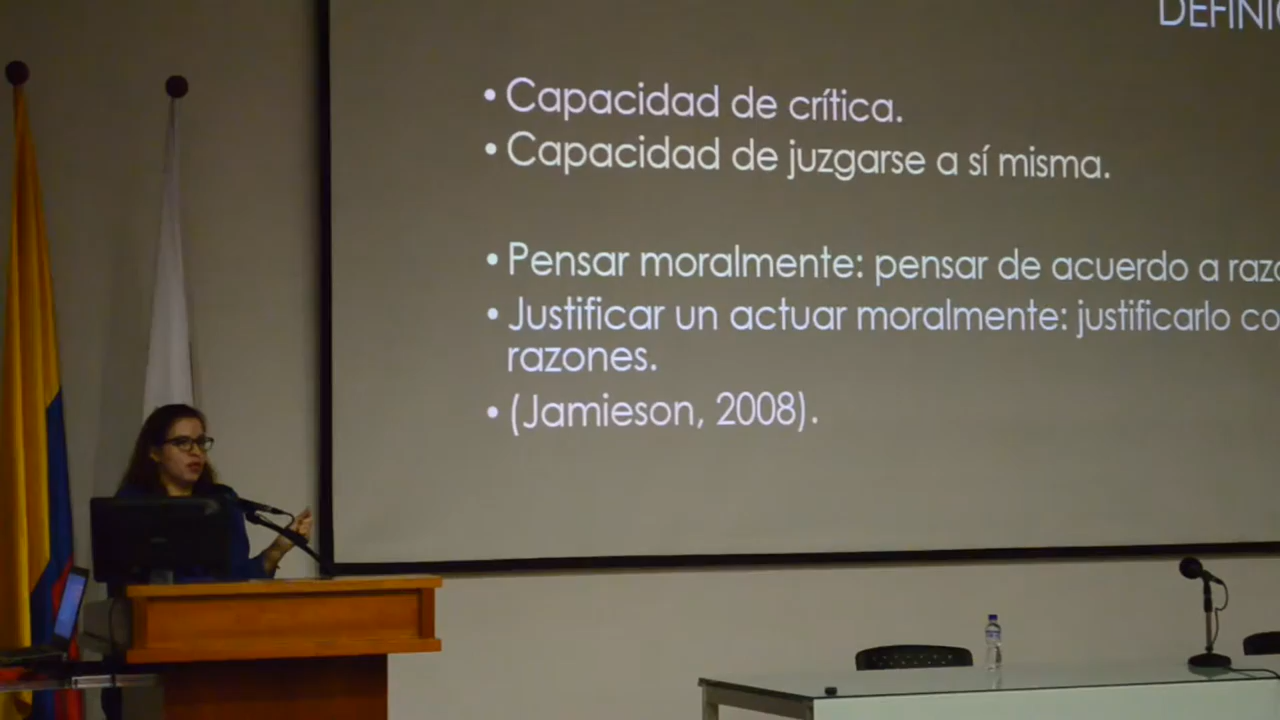 DEFINI
• Capacidad de crítica.
• Capacidad de juzgarse a sí misma.
• Pensar moralmente: pensar de acuerdo a razo
• Justificar un actuar moralmente: justificarlo co
razones.
• (Jamieson, 2008).